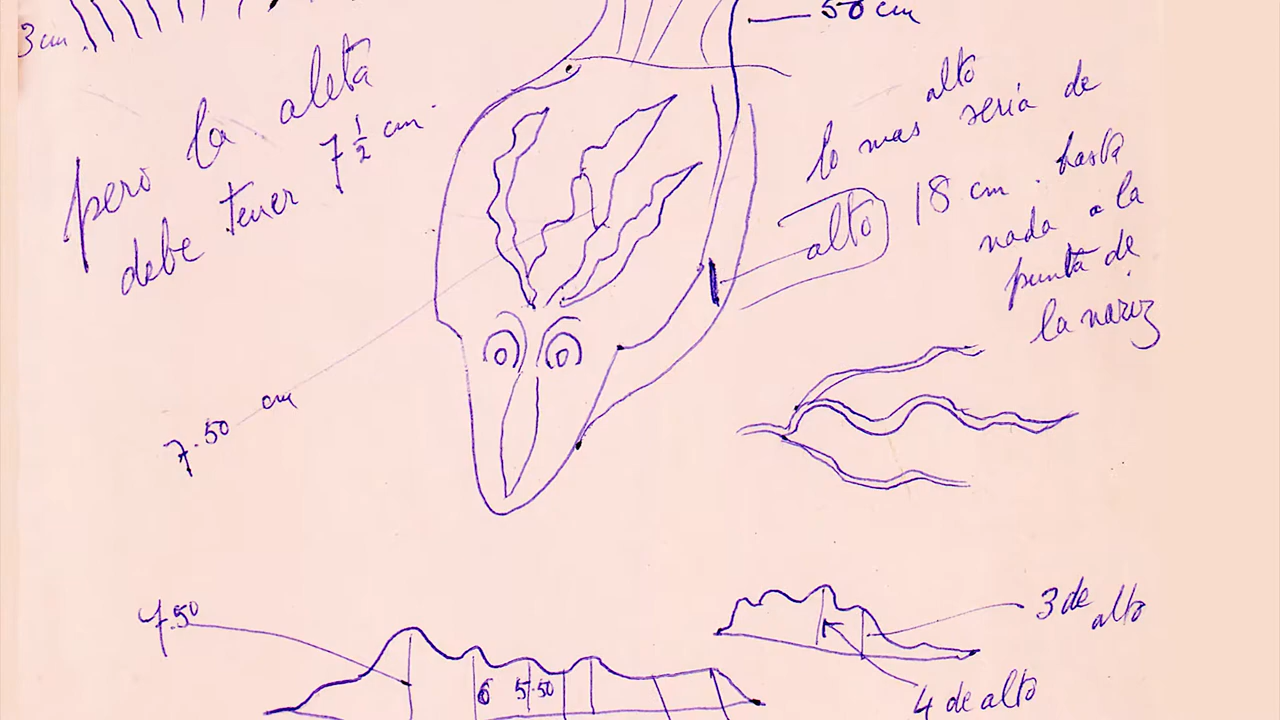 3 cm
50 cm
pero la aleta
debe tener 7 1/2 cm.
alto
lo mas seria de
alto 18 cm. hasta
nada a la
punta de
la nariz
7.50 cm
7.50
6 5.50
3 de alto
4 de alto